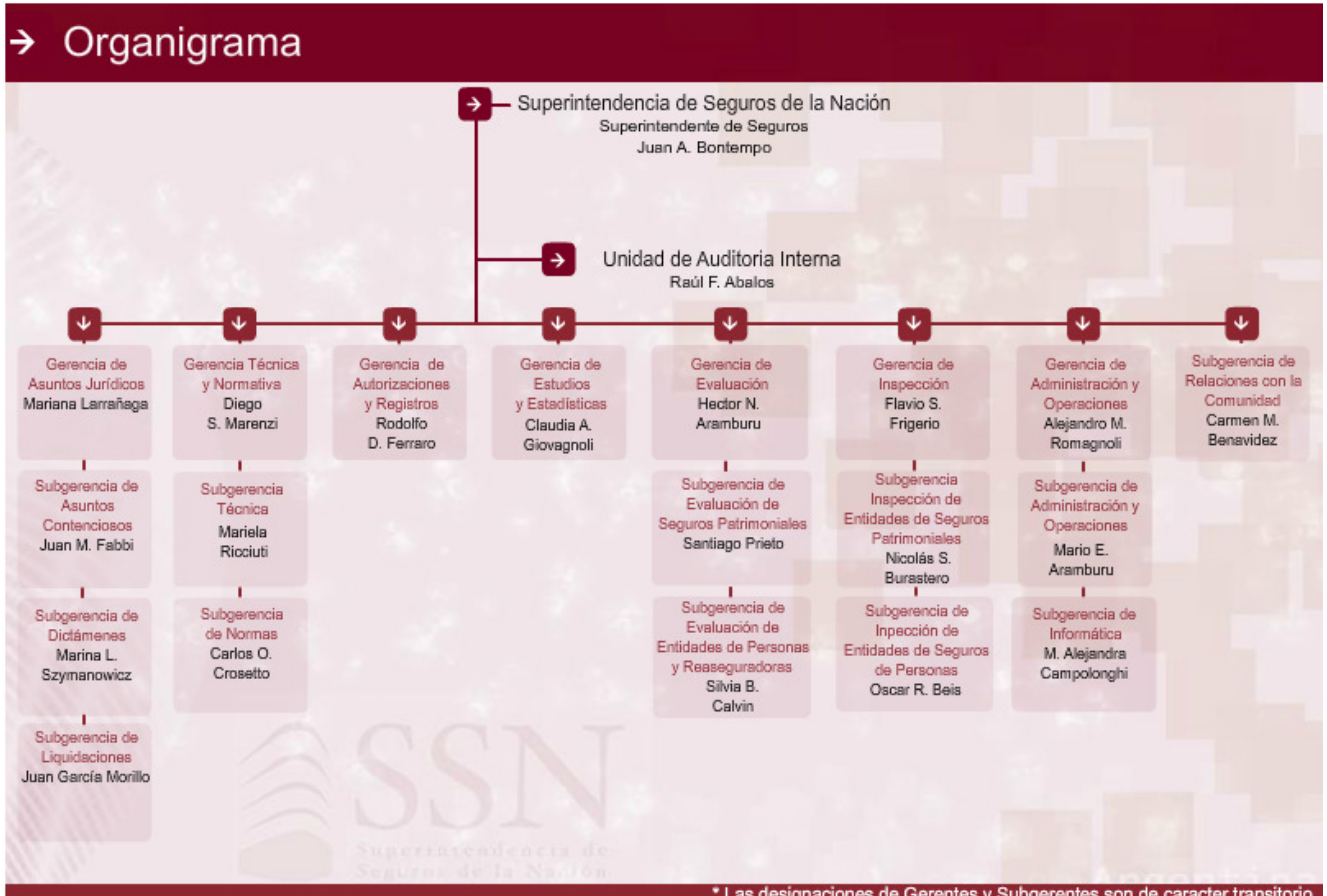 Organigrama
Superintendencia de Seguros de la Nación
Superintendente de Seguros
Juan A. Bontempo
Unidad de Auditoria Interna
Raúl F. Abalos
Gerencia de
Asuntos Jurídicos
Mariana Larrañaga
Subgerencia de
Asuntos
Contenciosos
Juan M. Fabbi
Subgerencia de
Dictámenes
Marina L.
Szymanowicz
Subgerencia de
Liquidaciones
Juan García Morillo
Gerencia Técnica
y Normativa
Diego
S. Marenzi
Subgerencia
Técnica
Mariela
Ricciuti
Subgerencia
de Normas
Carlos O.
Crosetto
Gerencia de
Autorizaciones
y Registros
Rodolfo
D. Ferraro
Gerencia de
Estudios
y Estadísticas
Claudia A.
Giovagnoli
Gerencia de
Evaluación
Hector N.
Aramburu
Subgerencia de
Evaluación de
Seguros Patrimoniales
Santiago Prieto
Subgerencia de
Evaluación de
Entidades de Personas
y Reaseguradoras
Silvia B.
Calvin
Gerencia de
Inspección
Flavio S.
Frigerio
Subgerencia
Inspección de
Entidades de Seguros
Patrimoniales
Nicolás S.
Burastero
Subgerencia de
Inpección de
Entidades de Seguros
de Personas
Oscar R. Beis
Gerencia de
Administración y
Operaciones
Alejandro M.
Romagnoli
Subgerencia de
Administración y
Operaciones
Mario E.
Aramburu
Subgerencia de
Informática
M. Alejandra
Campolonghi
Subgerencia de
Relaciones con la
Comunidad
Carmen M.
Benavidez
SSN
Superintendencia de
Seguros de la Nación
Argentina
* Las designaciones de Gerentes y Subgerentes son de caracter transitorio